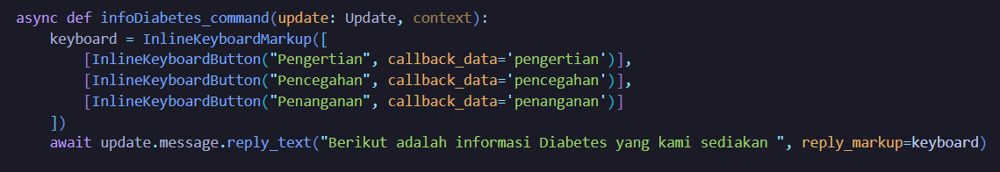 async def infoDiabetes_command(update: Update, context):
    keyboard = InlineKeyboardMarkup([
        [InlineKeyboardButton("Pengertian", callback_data='pengertian')],
        [InlineKeyboardButton("Pencegahan", callback_data='pencegahan')],
        [InlineKeyboardButton("Penanganan", callback_data='penanganan')]
    ])
    await update.message.reply_text("Berikut adalah informasi Diabetes yang kami sediakan ", reply_markup=keyboard)